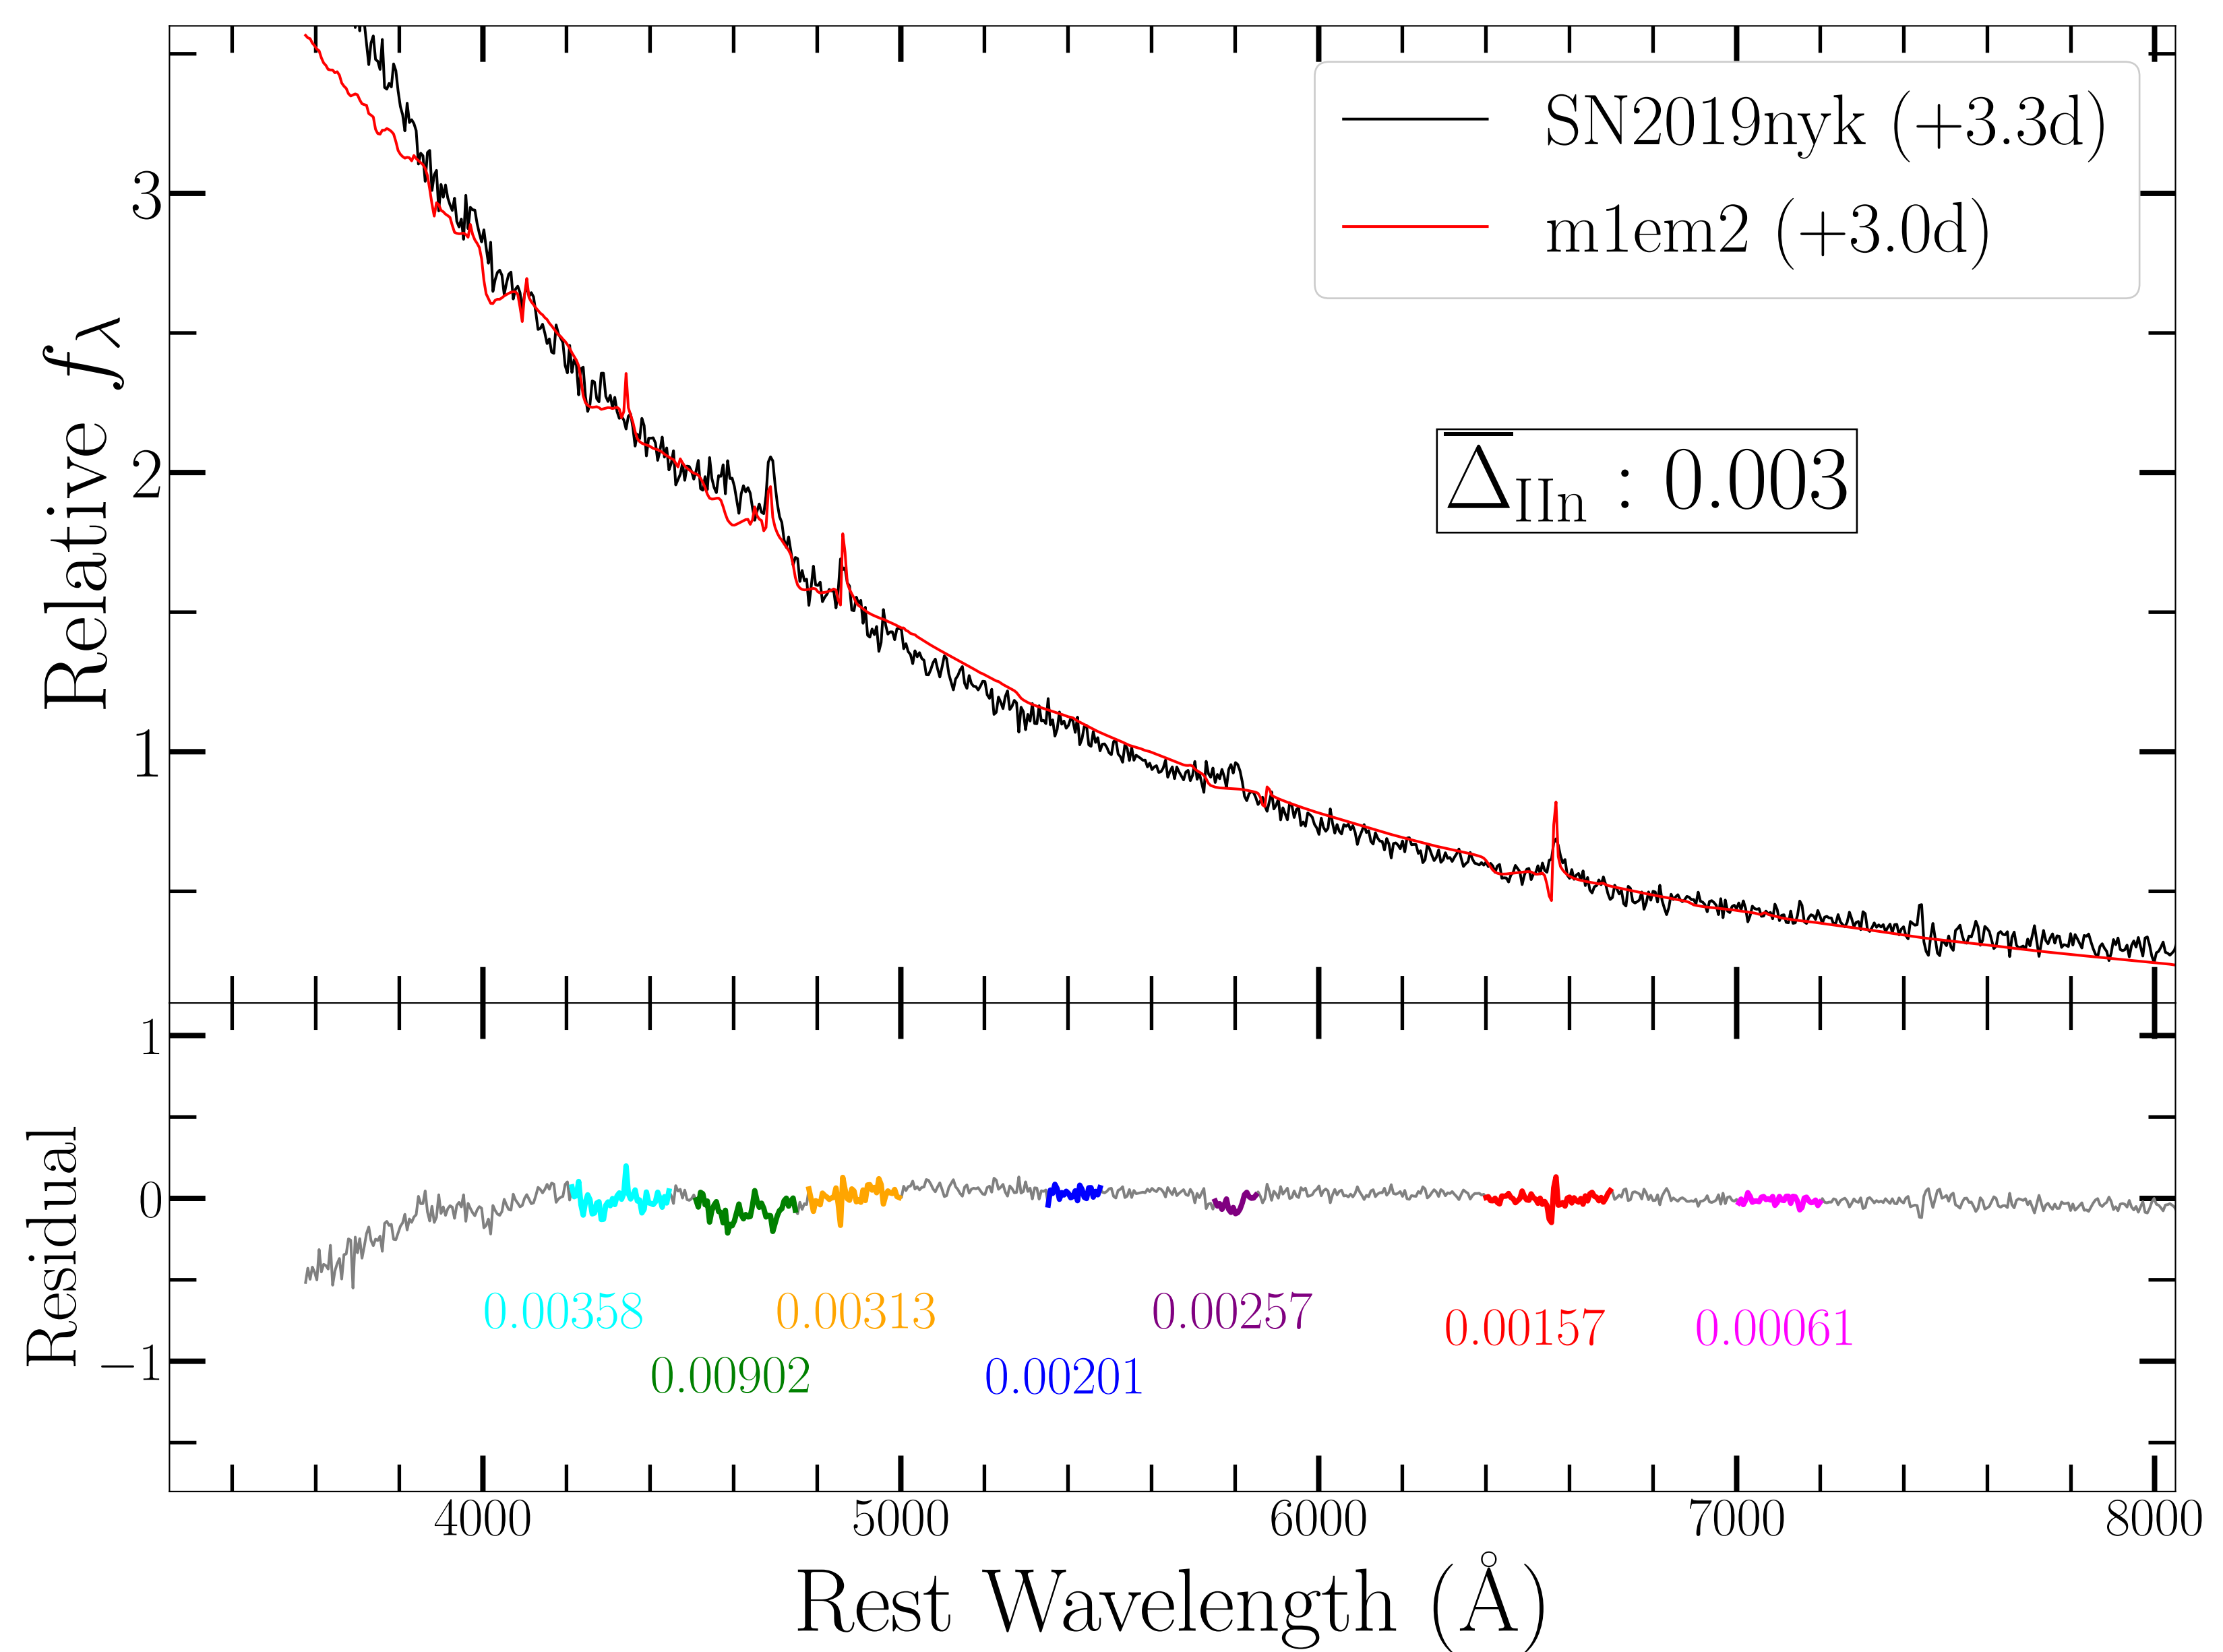 SN2019nyk (+3.3d)
m1em2 (+3.0d)
3
2
1
Relative fλ
Δ̅IIn : 0.003
1
0
−1
Residual
0.00358
0.00313
0.00257
0.00157
0.00061
0.00902
0.00201
4000 5000 6000 7000 8000
Rest Wavelength (Å)